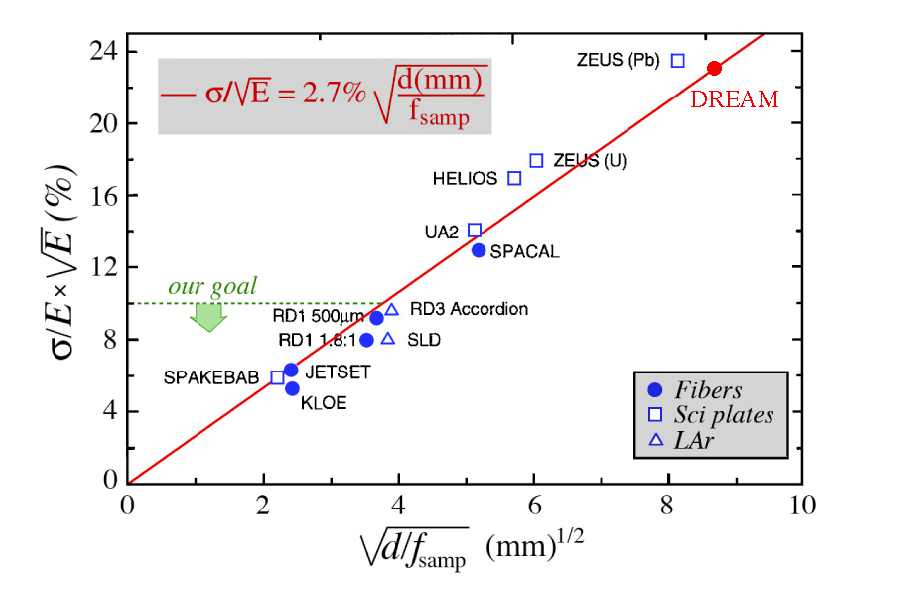 24
20
16
12
8
4
0
0
2
4
6
8
10
σ/E × √E (%)
√d/f_samp (mm)^1/2
— σ/√E = 2.7% √d(mm)/f_samp
ZEUS (Pb)
DREAM
ZEUS (U)
HELIOS
UA2
SPACAL
our goal
RD3 Accordion
RD1 500μm
RD1 1.8:1
SLD
SPAKEBAB
JETSET
KLOE
Fibers
Sci plates
LAr